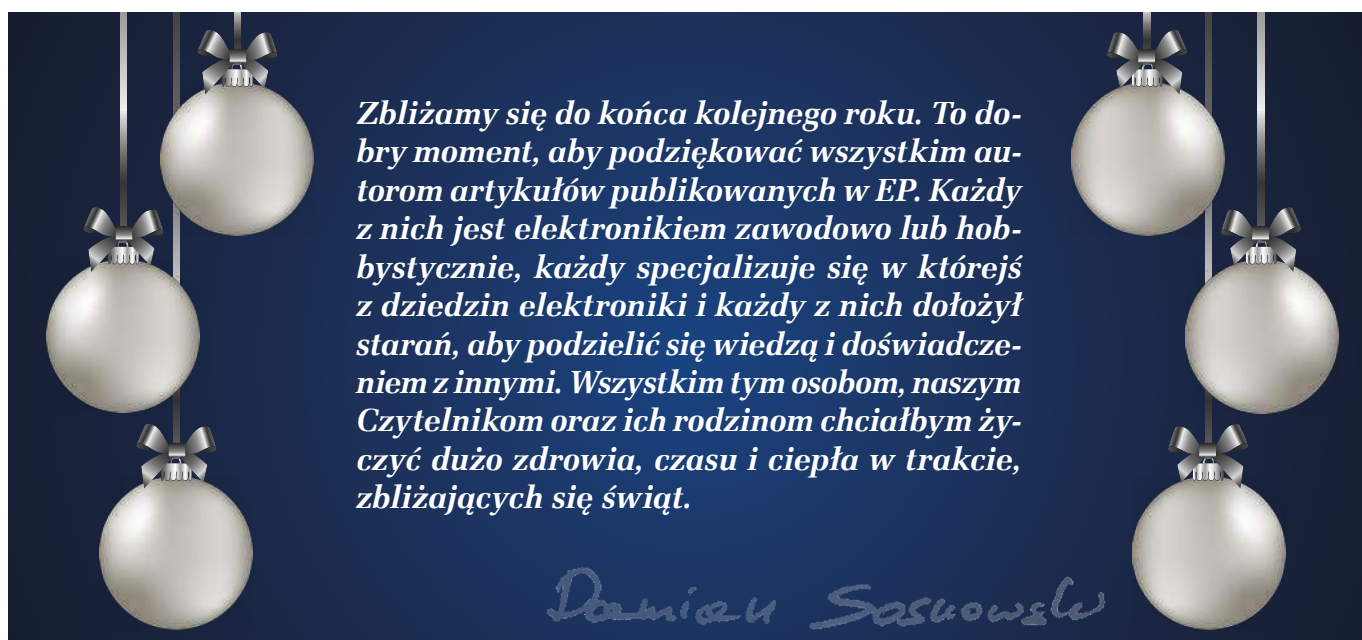 Zbliżamy się do końca kolejnego roku. To do-
bry moment, aby podziękować wszystkim au-
torom artykułów publikowanych w EP. Każdy
z nich jest elektronikiem zawodowo lub hob-
bystycznie, każdy specjalizuje się w którejś
z dziedzin elektroniki i każdy z nich dołożył
starań, aby podzielić się wiedzą i doświadcze-
niem z innymi. Wszystkim tym osobom, naszym
Czytelnikom oraz ich rodzinom chciałbym ży-
czyć dużo zdrowia, czasu i ciepła w trakcie,
zbliżających się świąt.
Damian Sosnowski